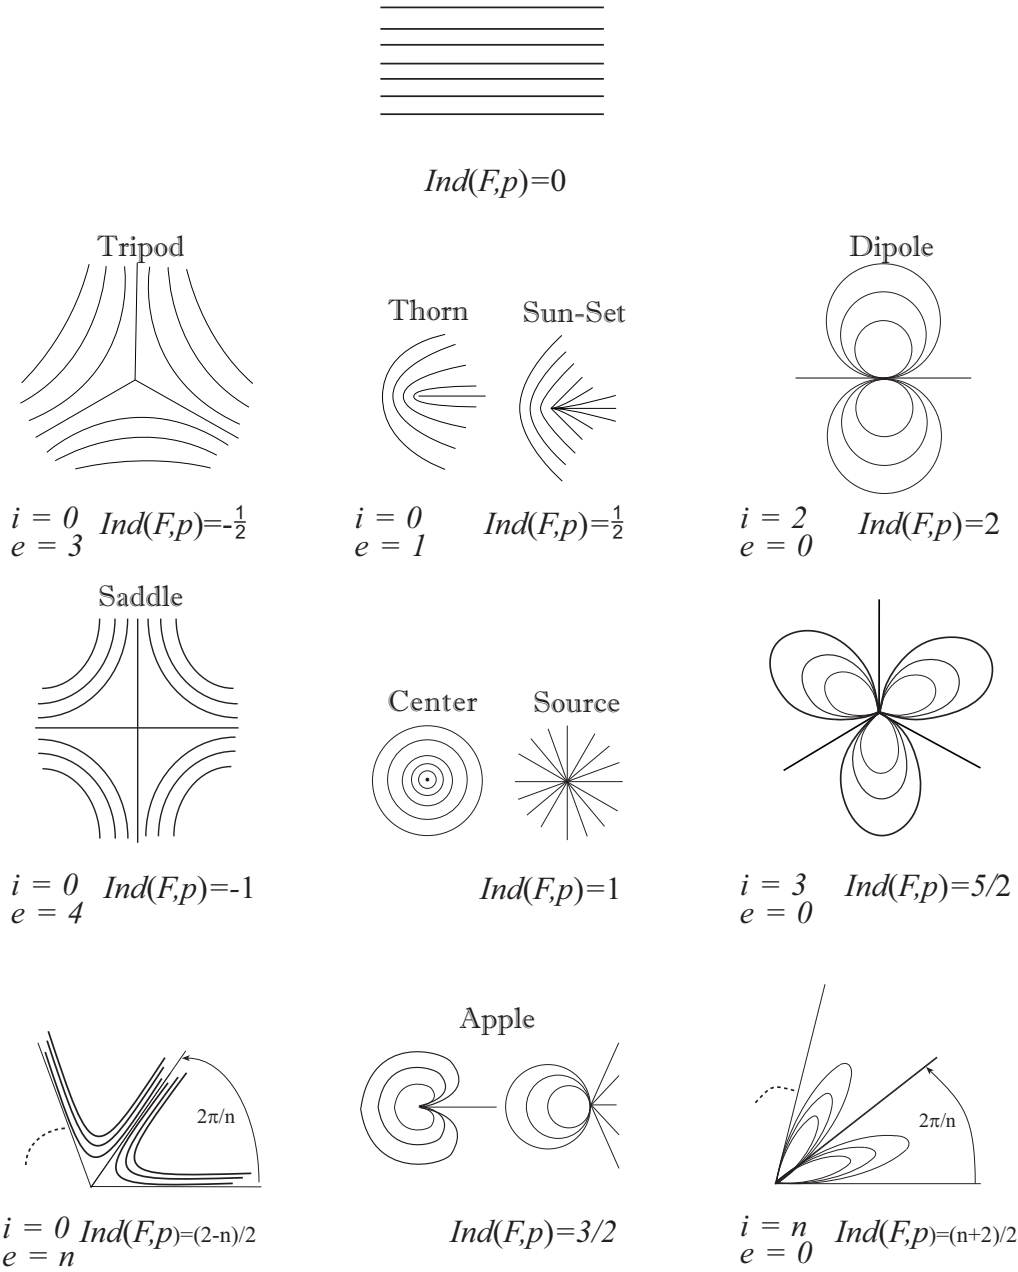 Ind(F,p)=0
Tripod
Thorn
Sun-Set
Dipole
i = 0
e = 3
Ind(F,p)=-½
i = 0
e = 1
Ind(F,p)=½
i = 2
e = 0
Ind(F,p)=2
Saddle
Center
Source
i = 0
e = 4
Ind(F,p)=-1
Ind(F,p)=1
i = 3
e = 0
Ind(F,p)=5/2
2π/n
Apple
2π/n
i = 0
e = n
Ind(F,p)=(2-n)/2
Ind(F,p)=3/2
i = n
e = 0
Ind(F,p)=(n+2)/2